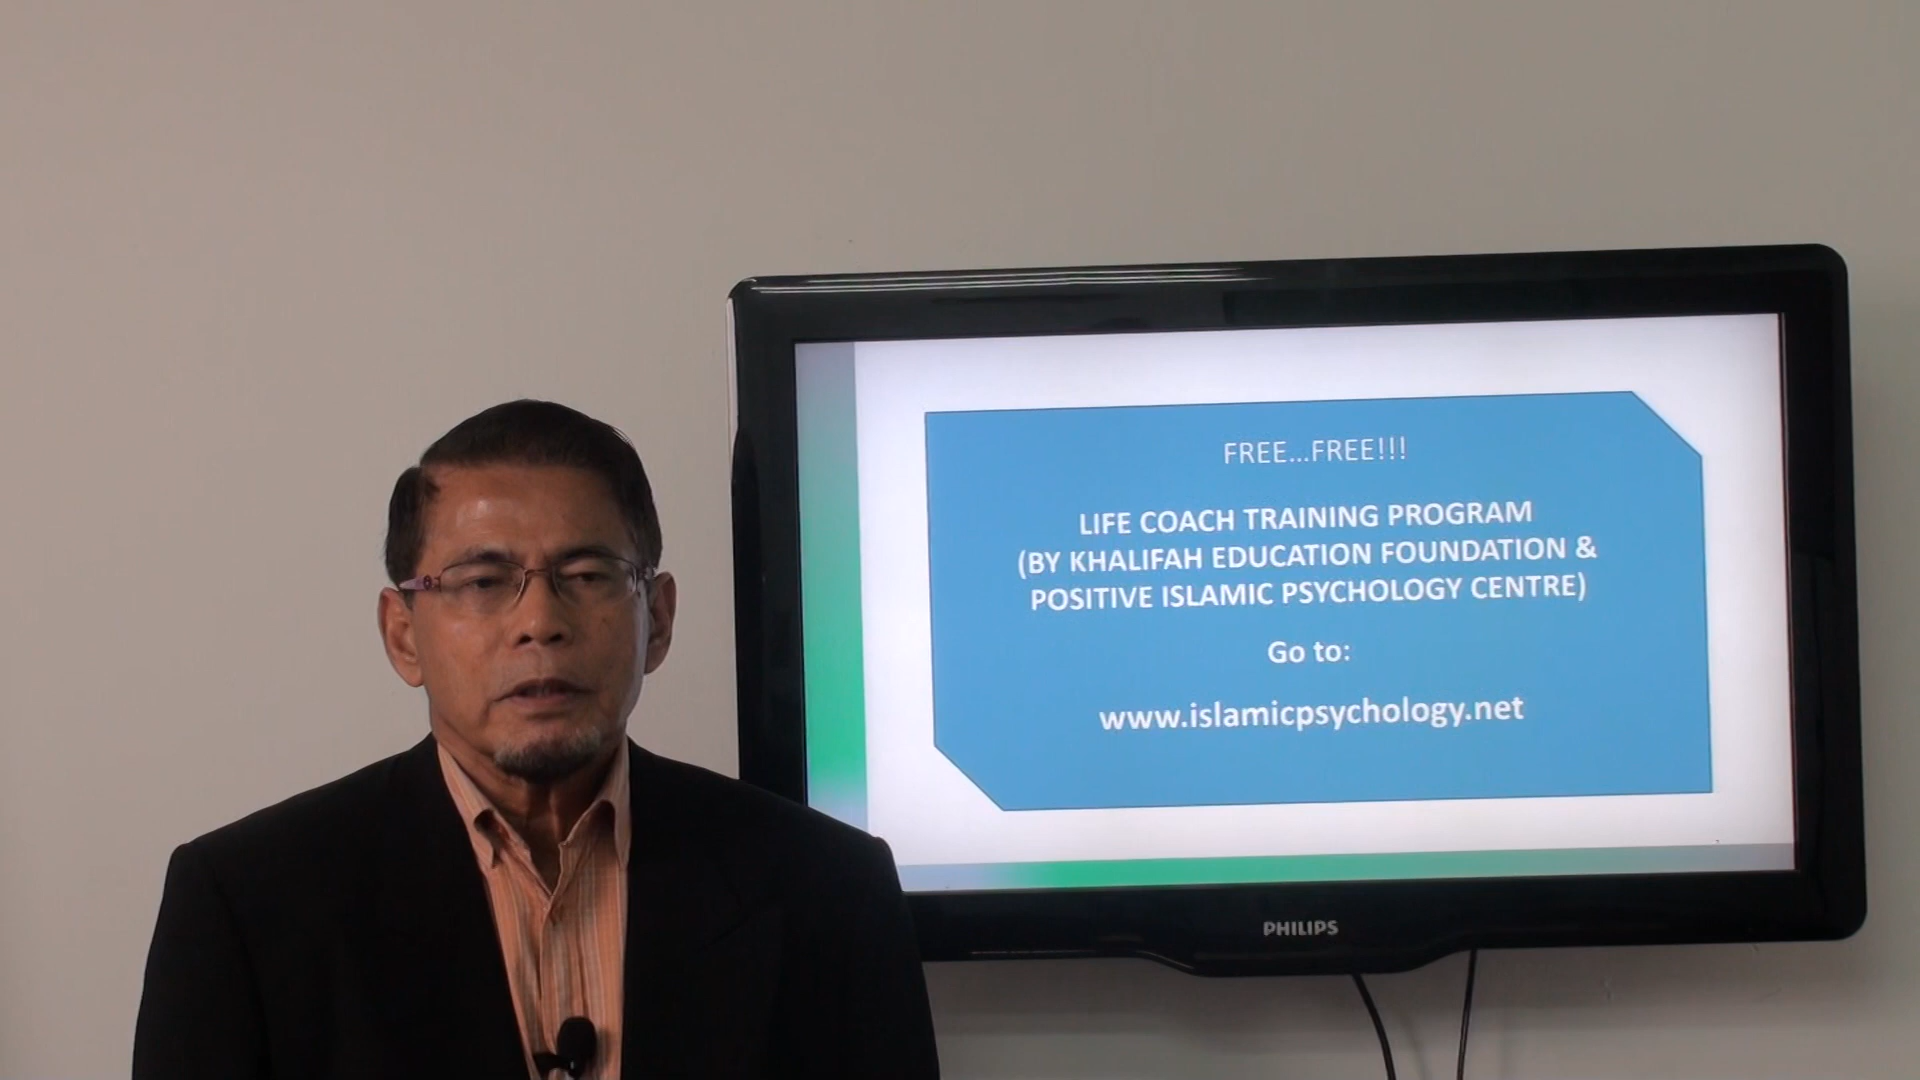 FREE...FREE!!!
LIFE COACH TRAINING PROGRAM
(BY KHALIFAH EDUCATION FOUNDATION &
POSITIVE ISLAMIC PSYCHOLOGY CENTRE)
Go to:
www.islamicpsychology.net
PHILIPS